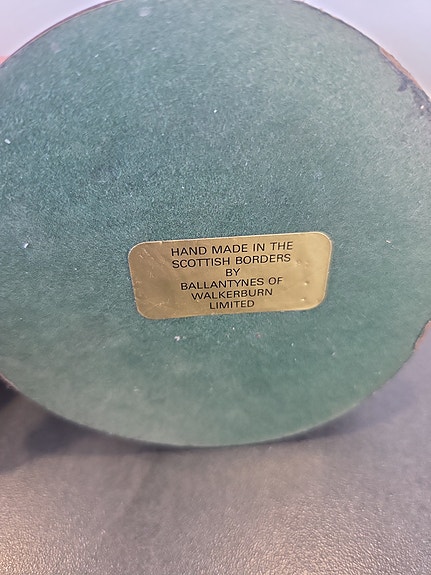 HAND MADE IN THE
SCOTTISH BORDERS
BY
BALLANTYNES OF
WALKERBURN
LIMITED